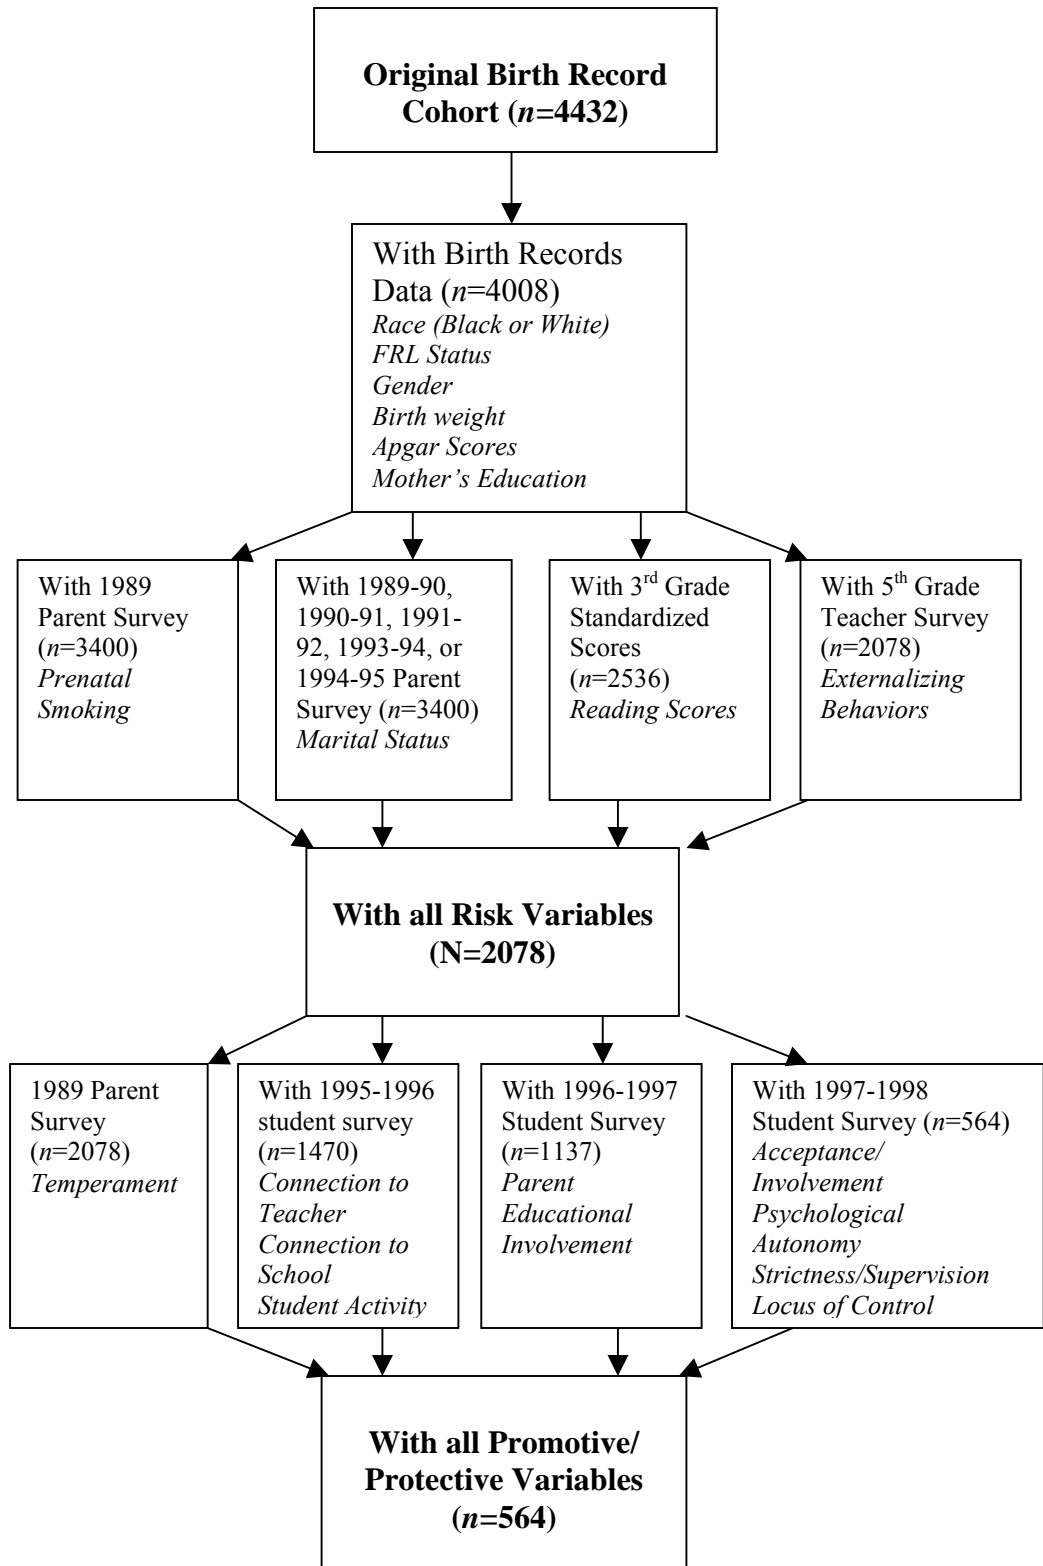 Original Birth Record
Cohort (n=4432)
With Birth Records
Data (n=4008)
Race (Black or White)
FRL Status
Gender
Birth weight
Apgar Scores
Mother's Education
With 1989
Parent Survey
(n=3400)
Prenatal
Smoking
With 1989-90,
1990-91, 1991-
92, 1993-94, or
1994-95 Parent
Survey (n=3400)
Marital Status
With 3rd Grade
Standardized
Scores
(n=2536)
Reading Scores
With 5th Grade
Teacher Survey
(n=2078)
Externalizing
Behaviors
With all Risk Variables
(N=2078)
1989 Parent
Survey
(n=2078)
Temperament
With 1995-1996
student survey
(n=1470)
Connection to
Teacher
Connection to
School
Student Activity
With 1996-1997
Student Survey
(n=1137)
Parent
Educational
Involvement
With 1997-1998
Student Survey (n=564)
Acceptance/
Involvement
Psychological
Autonomy
Strictness/Supervision
Locus of Control
With all Promotive/
Protective Variables
(n=564)